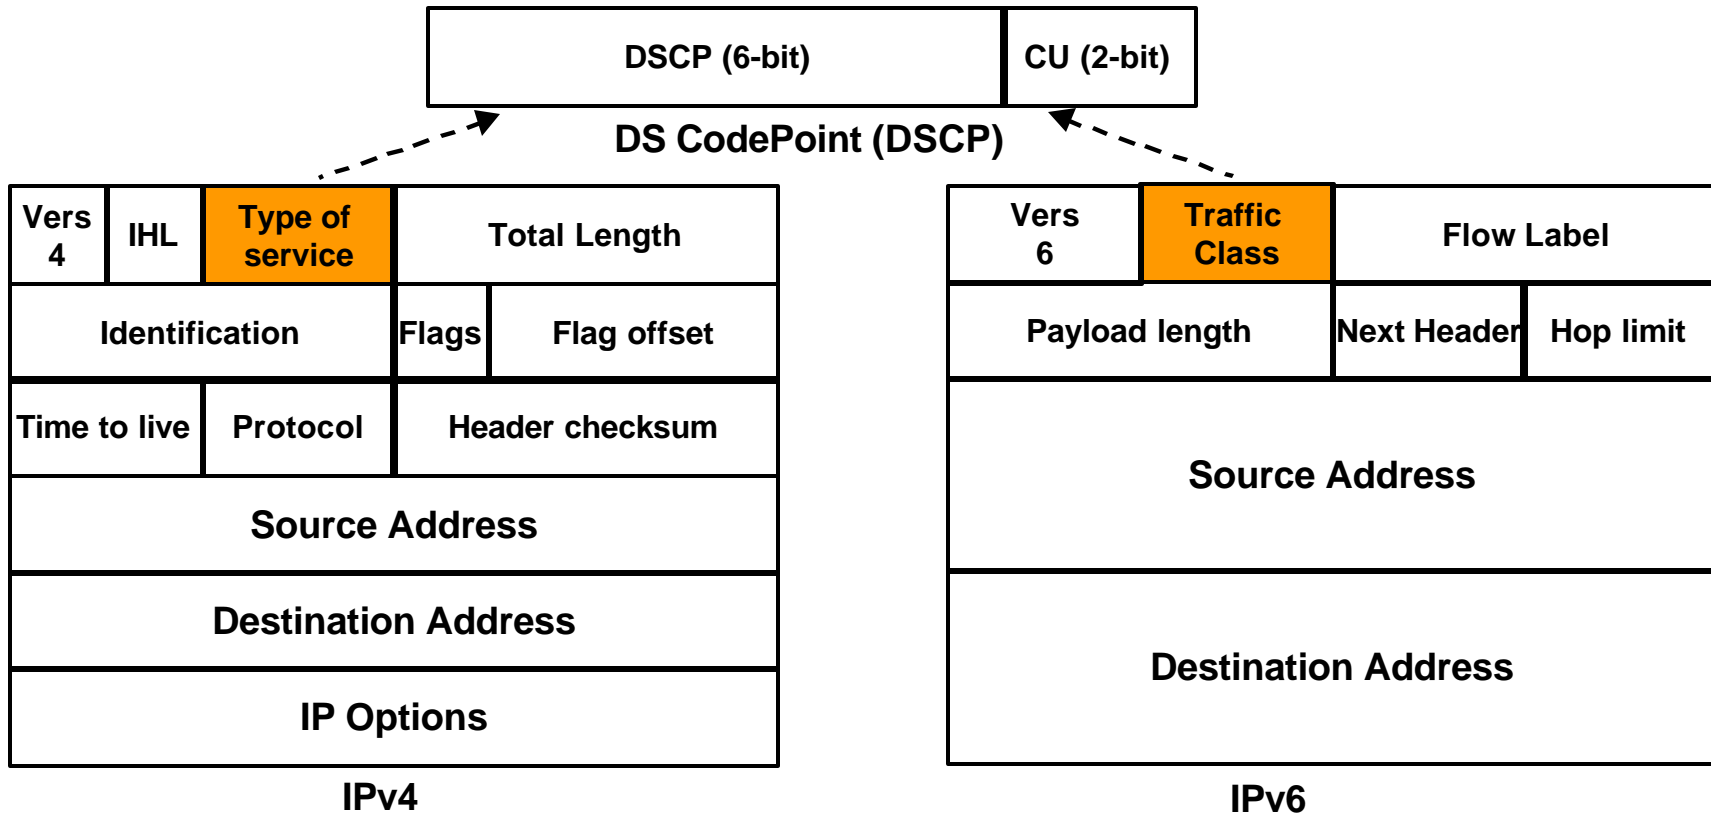 DSCP (6-bit)
CU (2-bit)
DS CodePoint (DSCP)
Vers
4
IHL
Type of
service
Total Length
Identification
Flags
Flag offset
Time to live
Protocol
Header checksum
Source Address
Destination Address
IP Options
IPv4
Vers
6
Traffic
Class
Flow Label
Payload length
Next Header
Hop limit
Source Address
Destination Address
IPv6